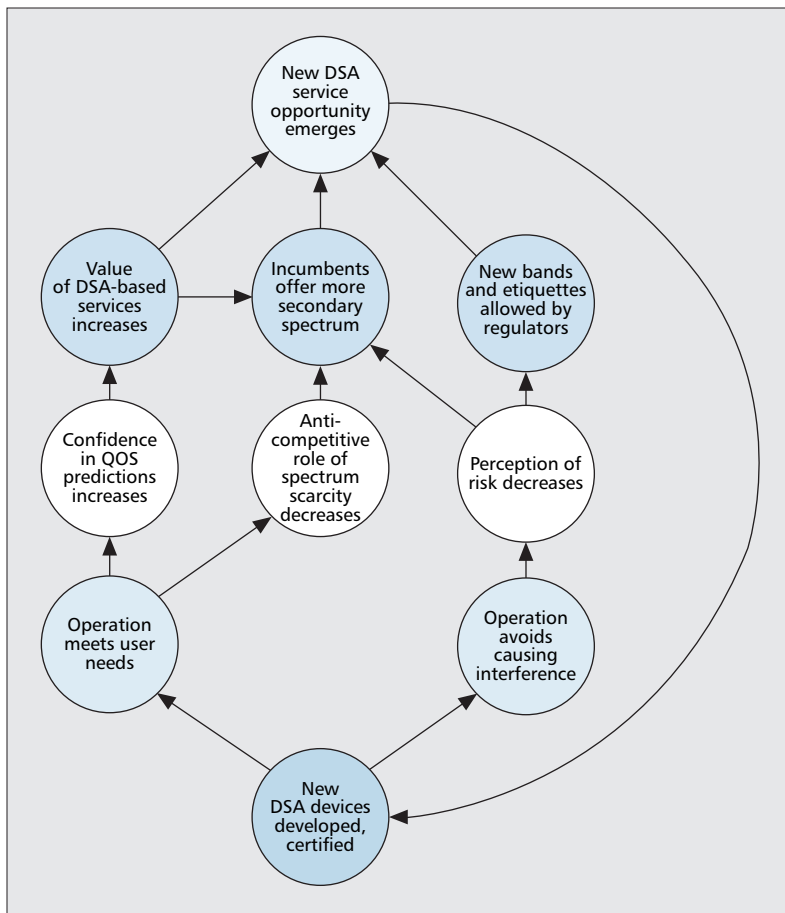 New DSA
service
opportunity
emerges
Value
of DSA-based
services
increases
Incumbents
offer more
secondary
spectrum
New bands
and etiquettes
allowed by
regulators
Confidence
in QOS
predictions
increases
Anti-
competitive
role of
spectrum
scarcity
decreases
Perception of
risk decreases
Operation
meets user
needs
Operation
avoids
causing
interference
New
DSA devices
developed,
certified